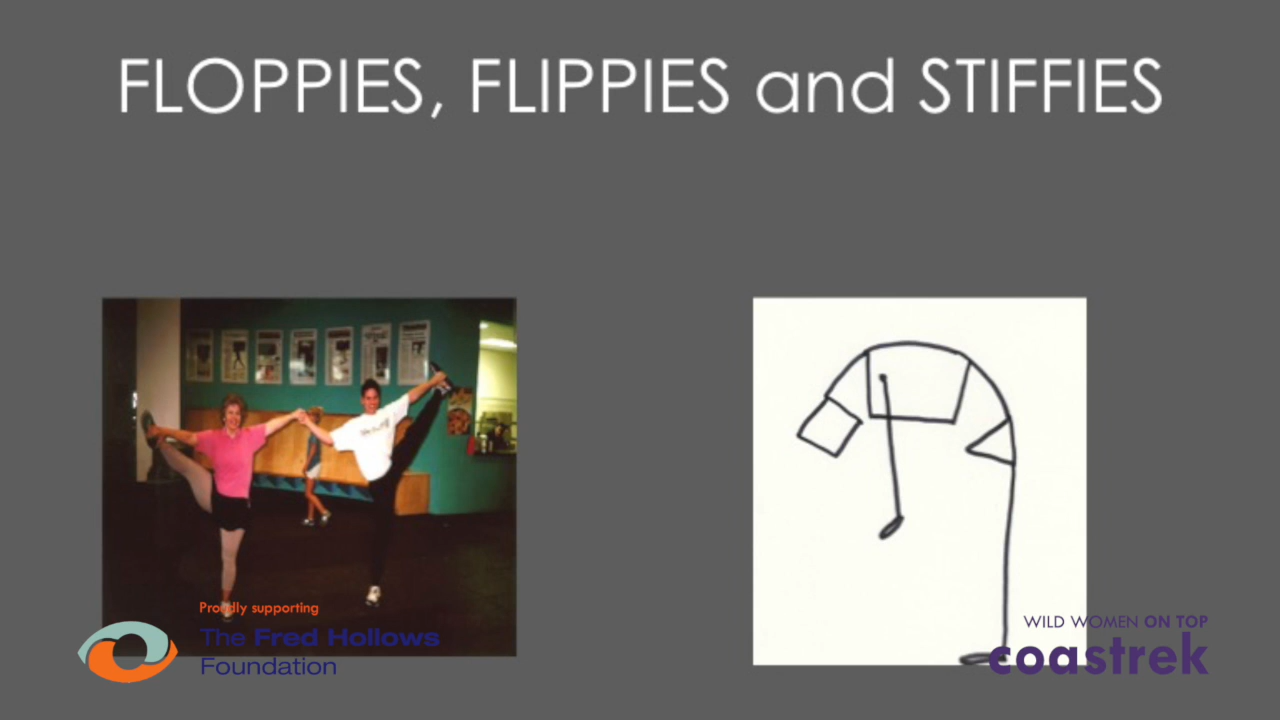 FLOPPIES, FLIPPIES and STIFFIES
Proudly supporting
The Fred Hollows
Foundation
WILD WOMEN ON TOP
coastrek